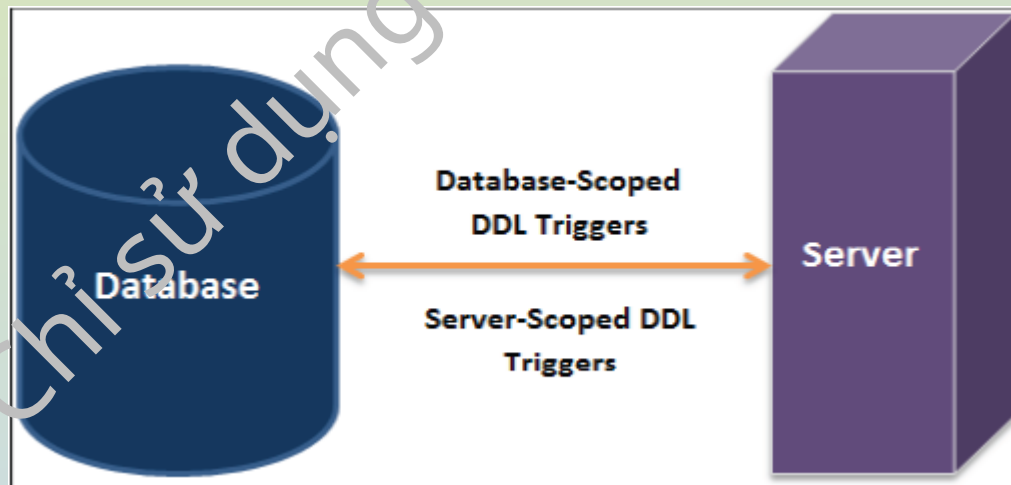 Chỉ sử dụng
Database
Database-Scoped
DDL Triggers
Server-Scoped DDL
Triggers
Server